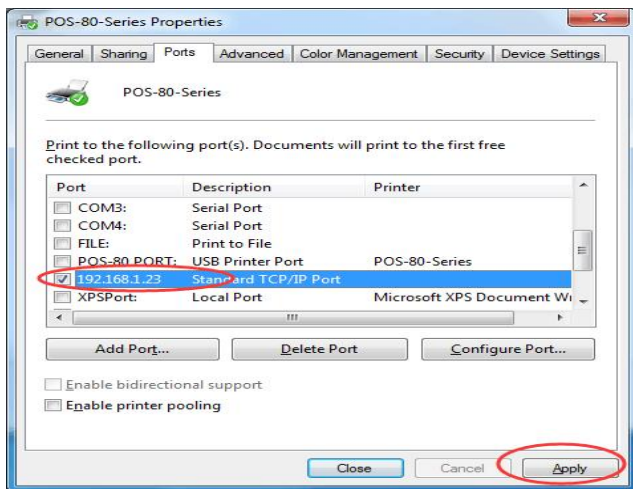 POS-80-Series Properties
General Sharing Ports Advanced Color Management Security Device Settings
POS-80-Series
Print to the following port(s). Documents will print to the first free
checked port.
Port Description Printer
COM3: Serial Port
COM4: Serial Port
FILE: Print to File
POS-80 PORT: USB Printer Port POS-80-Series
192.168.1.23 Standard TCP/IP Port
XPSPort: Local Port Microsoft XPS Document Wi
Add Port... Delete Port Configure Port...
Enable bidirectional support
Enable printer pooling
Close Cancel Apply